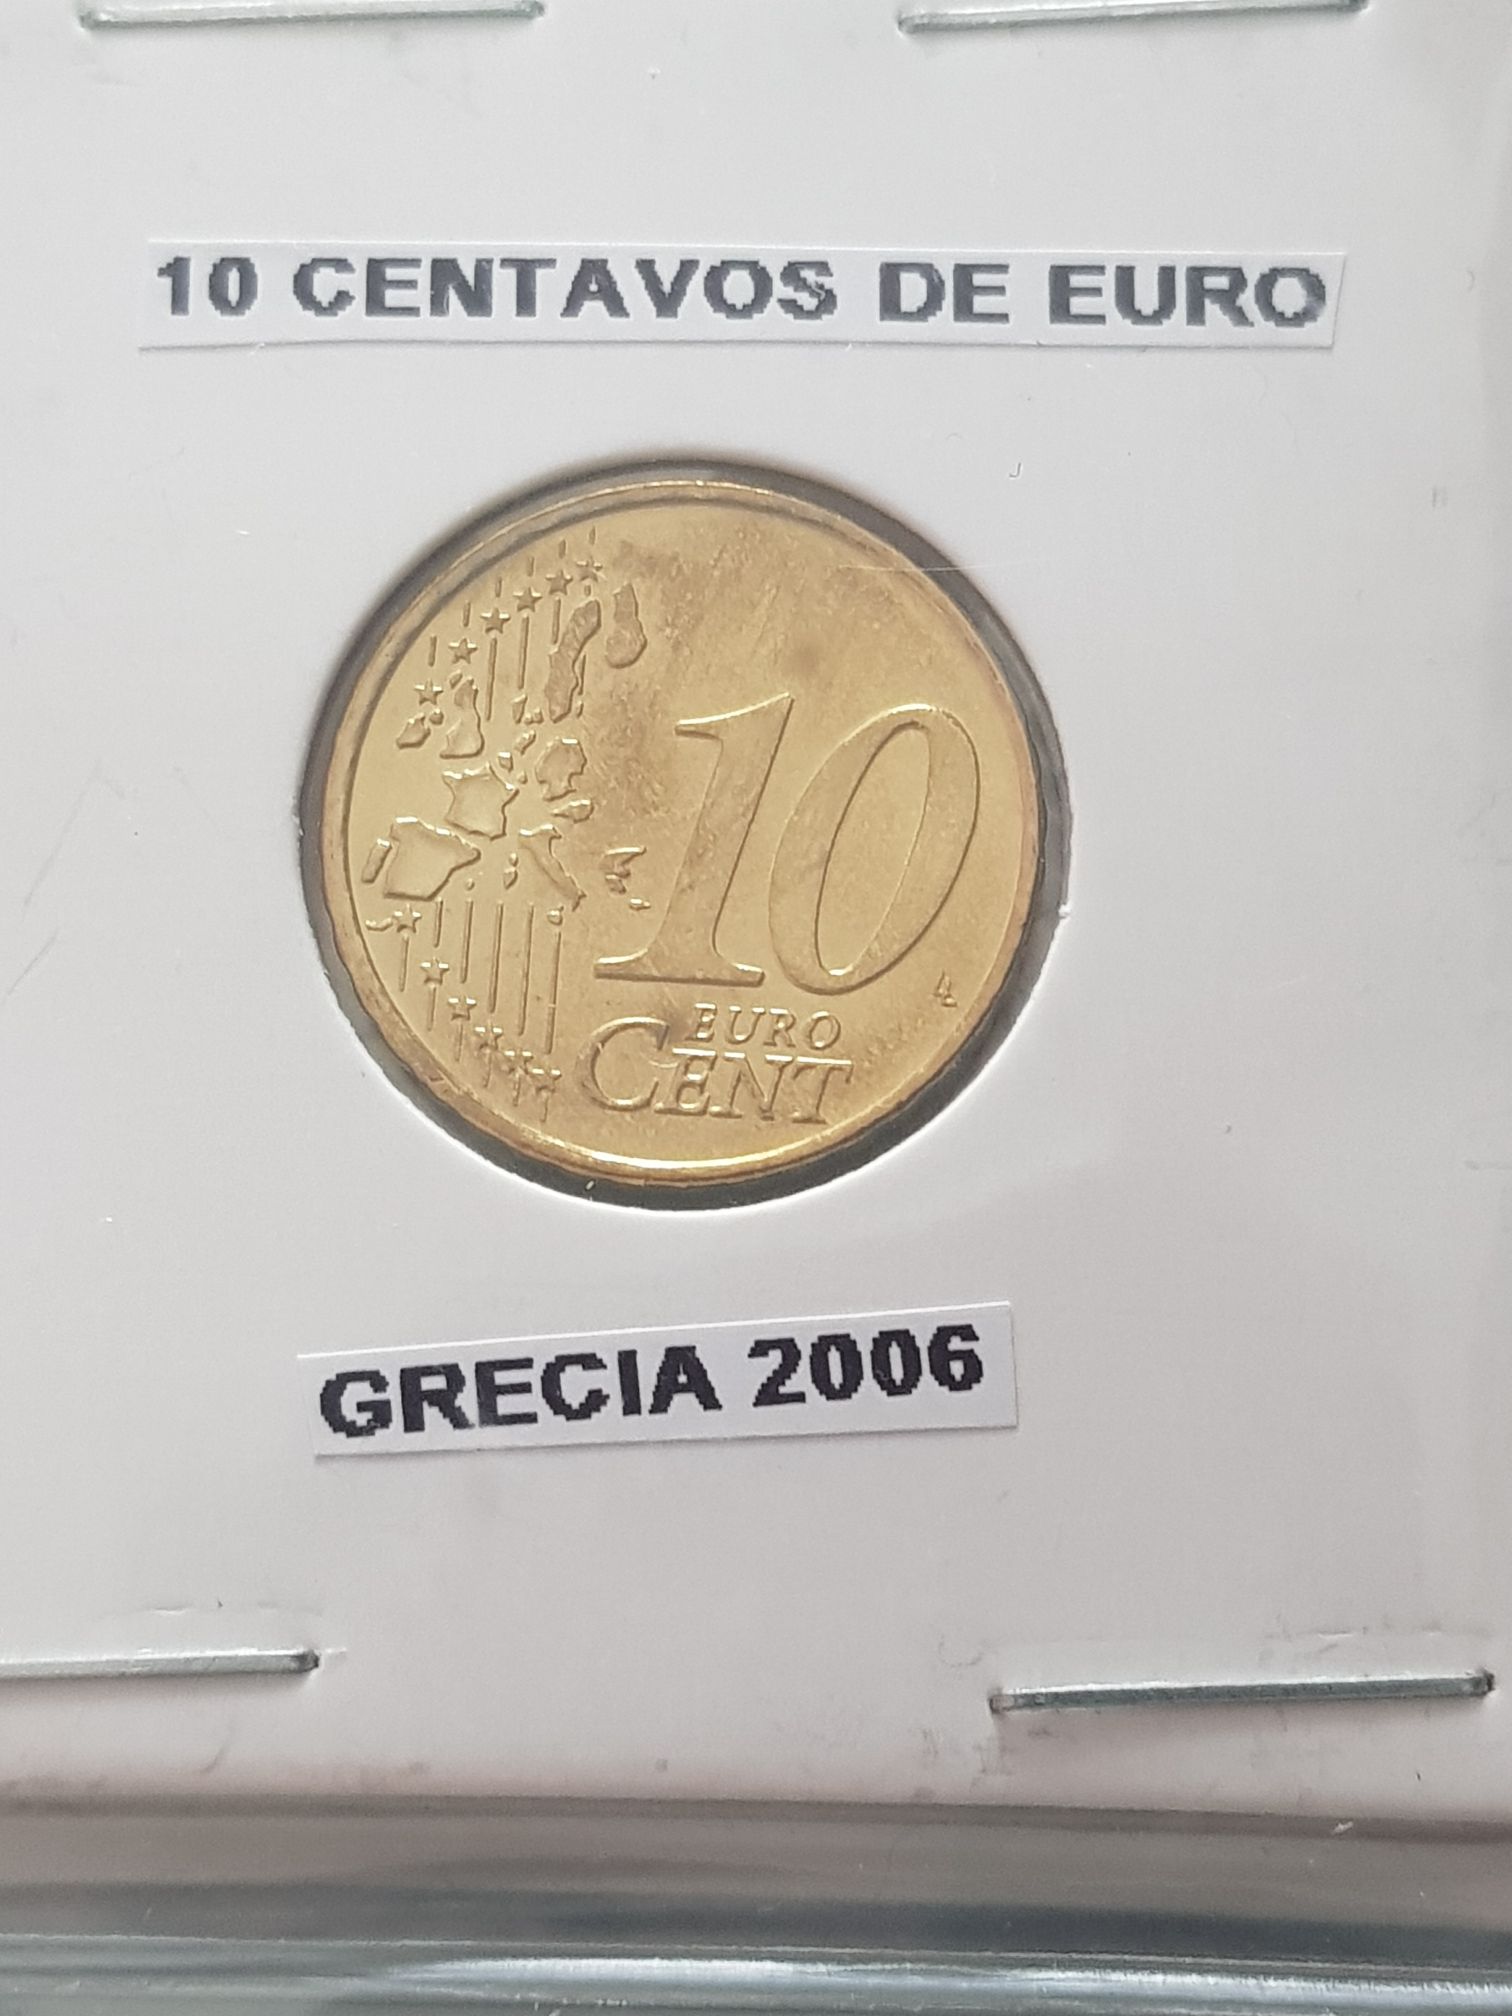 10 CENTAVOS DE EURO
10
EURO
CENT
GRECIA 2006